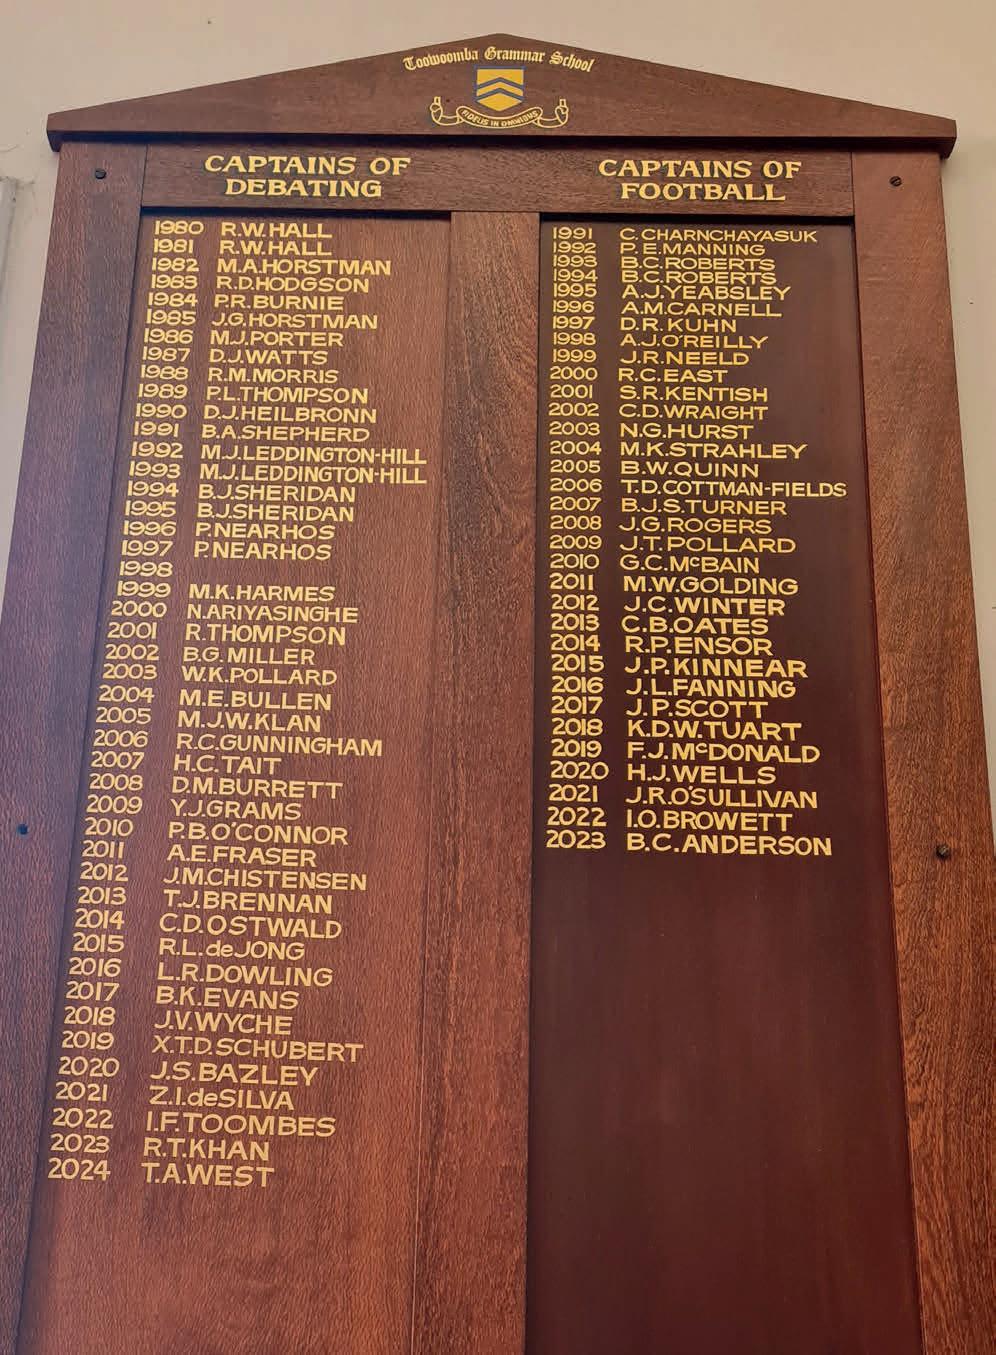 Toowoomba Grammar School
FIDELIS IN OMNIBUS
CAPTAINS OF
DEBATING
1980 R.W.HALL
1981 R.W.HALL
1982 M.A.HORSTMAN
1983 R.D.HODGSON
1984 P.R.BURNIE
1985 J.G.HORSTMAN
1986 M.J.PORTER
1987 D.J.WATTS
1988 R.M.MORRIS
1989 P.L.THOMPSON
1990 D.J.HEILBRONN
1991 B.A.SHEPHERD
1992 M.J.LEDDINGTON-HILL
1993 M.J.LEDDINGTON-HILL
1994 B.J.SHERIDAN
1995 B.J.SHERIDAN
1996 P.NEARHOS
1997 P.NEARHOS
1998
1999 M.K.HARMES
2000 N.ARIYASINGHE
2001 R.THOMPSON
2002 B.G.MILLER
2003 W.K.POLLARD
2004 M.E.BULLEN
2005 M.J.W.KLAN
2006 R.C.GUNNINGHAM
2007 H.C.TAIT
2008 D.M.BURRETT
2009 Y.J.GRAMS
2010 P.B.O'CONNOR
2011 A.E.FRASER
2012 J.M.CHISTENSEN
2013 T.J.BRENNAN
2014 C.D.OSTWALD
2015 R.L.deJONG
2016 L.R.DOWLING
2017 B.K.EVANS
2018 J.V.WYCHE
2019 X.T.D.SCHUBERT
2020 J.S.BAZLEY
2021 Z.I.deSILVA
2022 I.F.TOOMBES
2023 R.T.KHAN
2024 T.A.WEST
CAPTAINS OF
FOOTBALL
1991 C.CHARNCHAYASUK
1992 P.E.MANNING
1993 B.C.ROBERTS
1994 B.C.ROBERTS
1995 A.J.YEABSLEY
1996 A.M.CARNELL
1997 D.R.KUHN
1998 A.J.O'REILLY
1999 J.R.NEELD
2000 R.C.EAST
2001 S.R.KENTISH
2002 C.D.WRAIGHT
2003 N.G.HURST
2004 M.K.STRAHLEY
2005 B.W.QUINN
2006 T.D.COTTMAN-FIELDS
2007 B.J.S.TURNER
2008 J.G.ROGERS
2009 J.T.POLLARD
2010 G.C.McBAIN
2011 M.W.GOLDING
2012 J.C.WINTER
2013 C.B.OATES
2014 R.P.ENSOR
2015 J.P.KINNEAR
2016 J.L.FANNING
2017 J.P.SCOTT
2018 K.D.W.TUART
2019 F.J.McDONALD
2020 H.J.WELLS
2021 J.R.O'SULLIVAN
2022 I.O.BROWETT
2023 B.C.ANDERSON